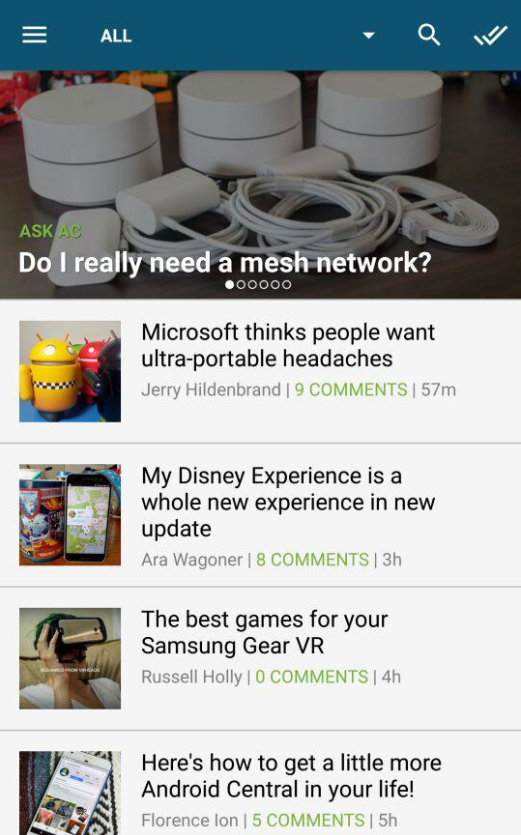 ALL
ASK AC
Do I really need a mesh network?
Microsoft thinks people want
ultra-portable headaches
Jerry Hildenbrand | 9 COMMENTS | 57m
My Disney Experience is a
whole new experience in new
update
Ara Wagoner | 8 COMMENTS | 3h
The best games for your
Samsung Gear VR
Russell Holly | 0 COMMENTS | 4h
Here's how to get a little more
Android Central in your life!
Florence Ion | 5 COMMENTS | 5h